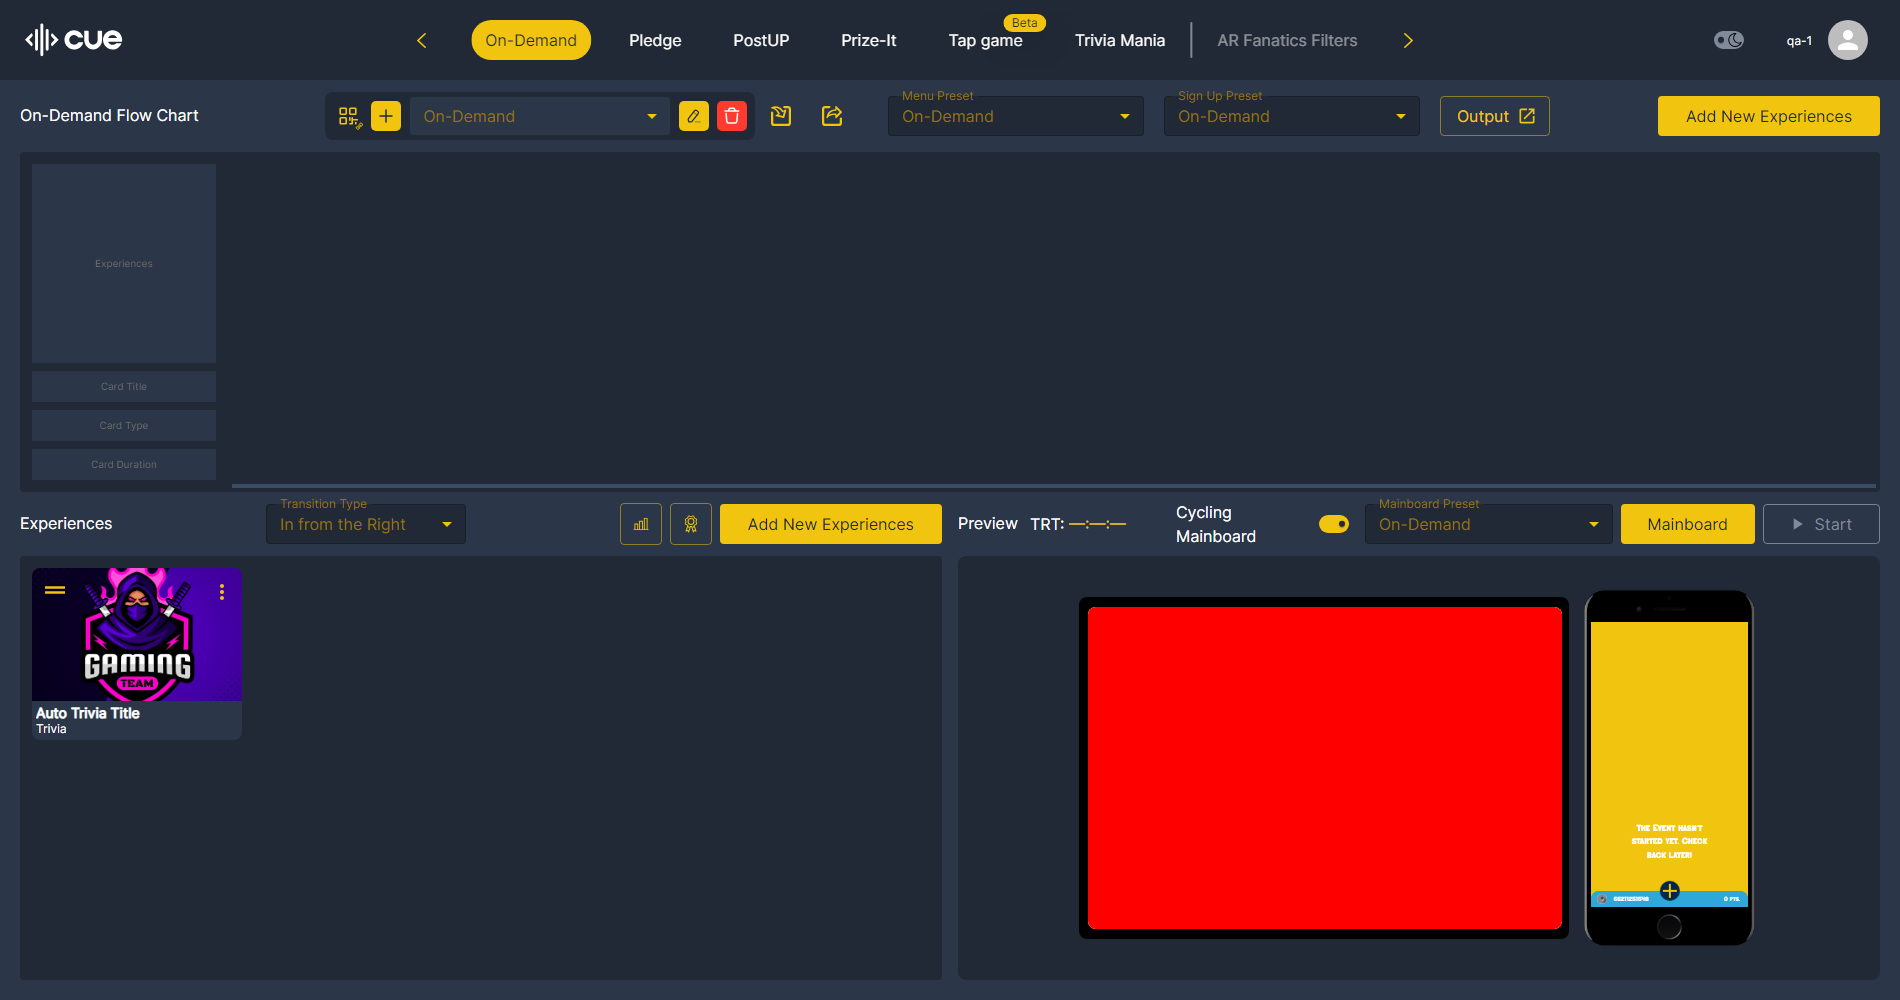 cue
On-Demand
Pledge
PostUP
Prize-It
Tap game
Beta
Trivia Mania
AR Fanatics Filters
qa-1
On-Demand Flow Chart
On-Demand
Menu Preset
On-Demand
Sign Up Preset
On-Demand
Output
Add New Experiences
Experiences
Card Title
Card Type
Card Duration
Experiences
Transition Type
In from the Right
Add New Experiences
Preview
TRT: —:—:—
Cycling
Mainboard
Mainboard Preset
On-Demand
Mainboard
Start
GAMING
TEAM
Auto Trivia Title
Trivia
The Event hasn't
started yet. Check
back later!
0 PTS.